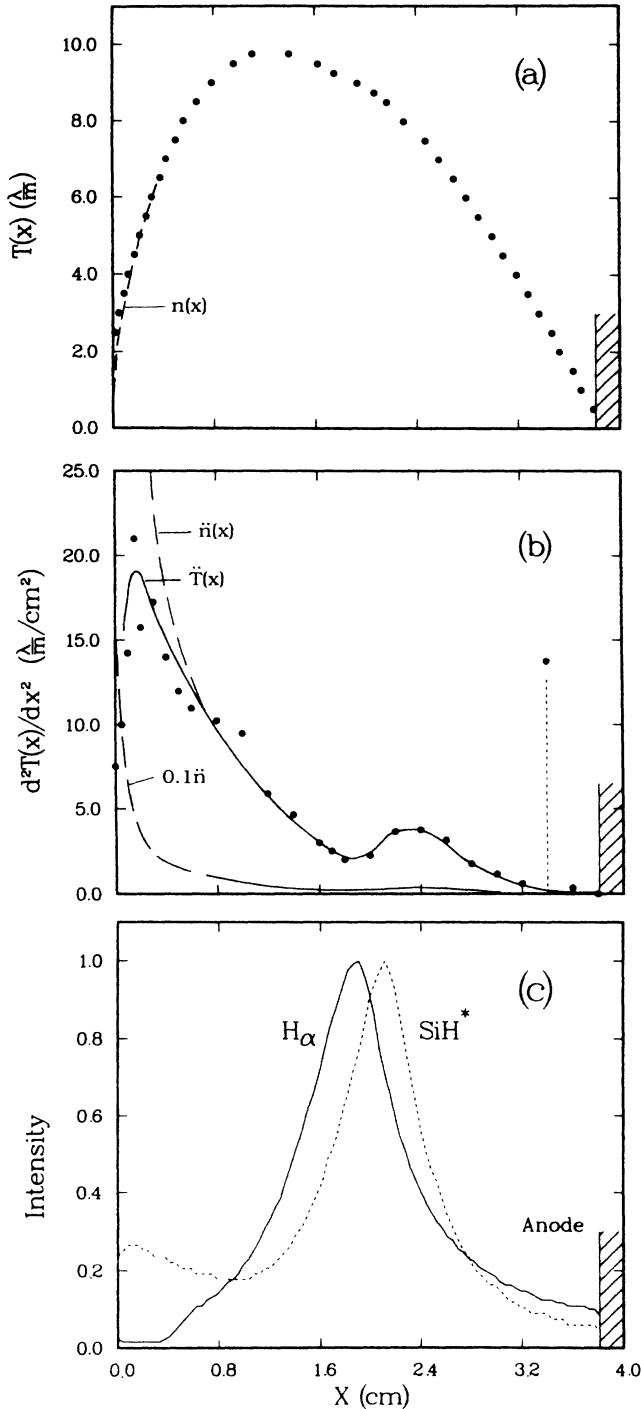 (a)
10.0
8.0
6.0
4.0
2.0
0.0
T(x) (λ/m̅)
n(x)
(b)
25.0
20.0
15.0
10.0
5.0
0.0
d²T(x)/dx² (λ/m̅/cm²)
n̈(x)
T̈(x)
0.1n̈
(c)
1.0
0.8
0.6
0.4
0.2
0.0
Intensity
Hα
SiH*
Anode
0.0 0.8 1.6 2.4 3.2 4.0
X (cm)